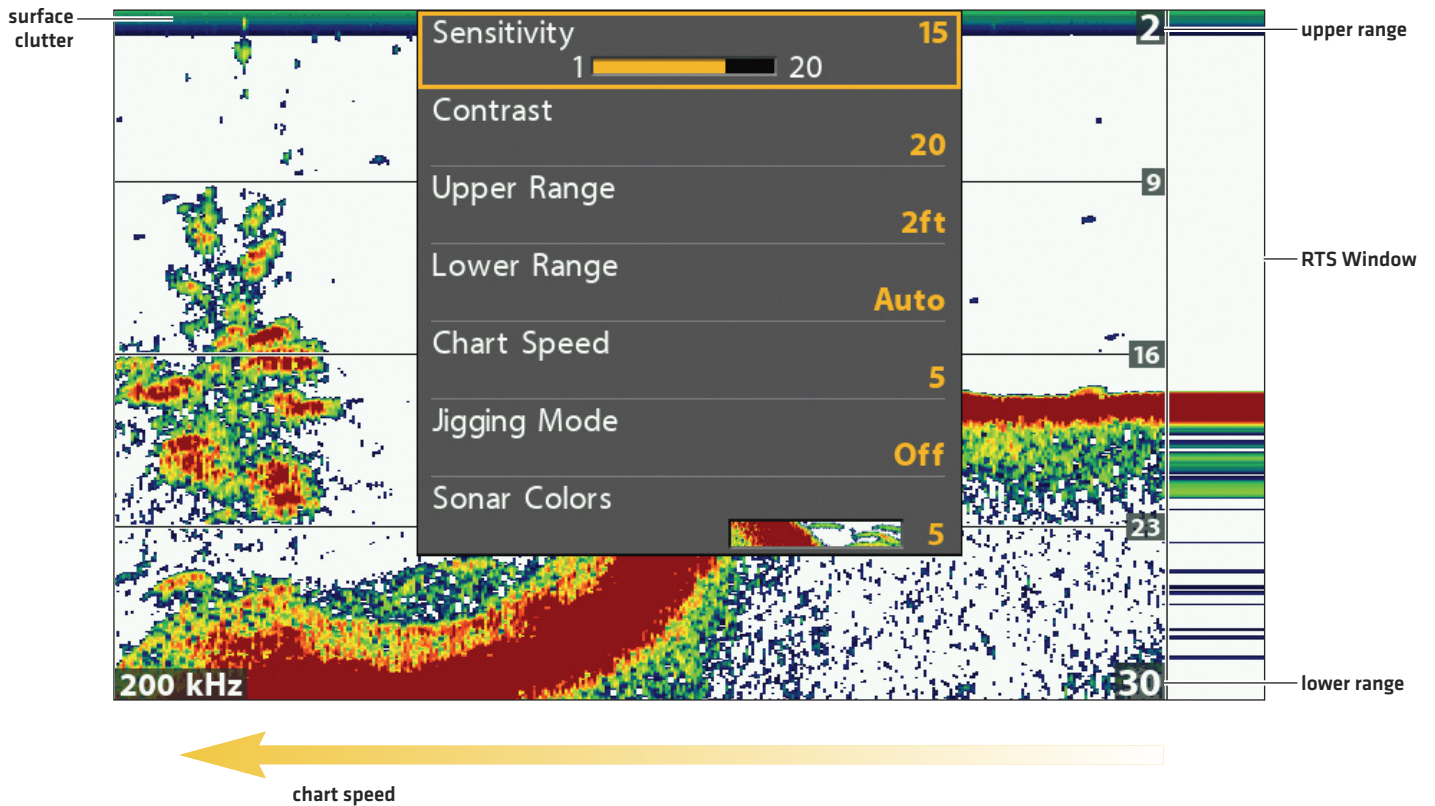 surface
clutter
Sensitivity 15
1 20
Contrast
20
Upper Range
2ft
Lower Range
Auto
Chart Speed
5
Jigging Mode
Off
Sonar Colors
5
2
9
16
23
30
200 kHz
upper range
RTS Window
lower range
chart speed